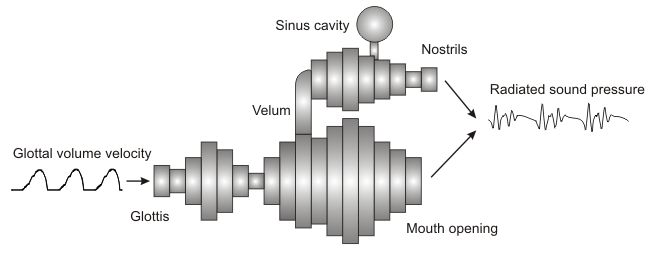 Sinus cavity
Nostrils
Radiated sound pressure
Velum
Glottal volume velocity
Glottis
Mouth opening